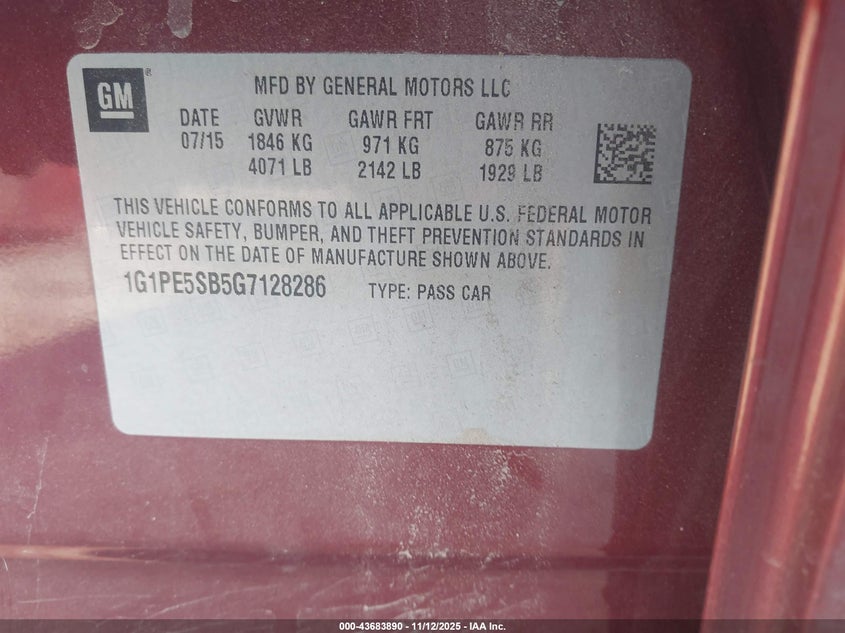 GM
MFD BY GENERAL MOTORS LLC
DATE GVWR GAWR FRT GAWR RR
07/15 1846 KG 971 KG 875 KG
4071 LB 2142 LB 1929 LB
THIS VEHICLE CONFORMS TO ALL APPLICABLE U.S. FEDERAL MOTOR
VEHICLE SAFETY, BUMPER, AND THEFT PREVENTION STANDARDS IN
EFFECT ON THE DATE OF MANUFACTURE SHOWN ABOVE.
1G1PE5SB5G7128286 TYPE: PASS CAR
000-43683890 - 11/12/2025 - IAA Inc.